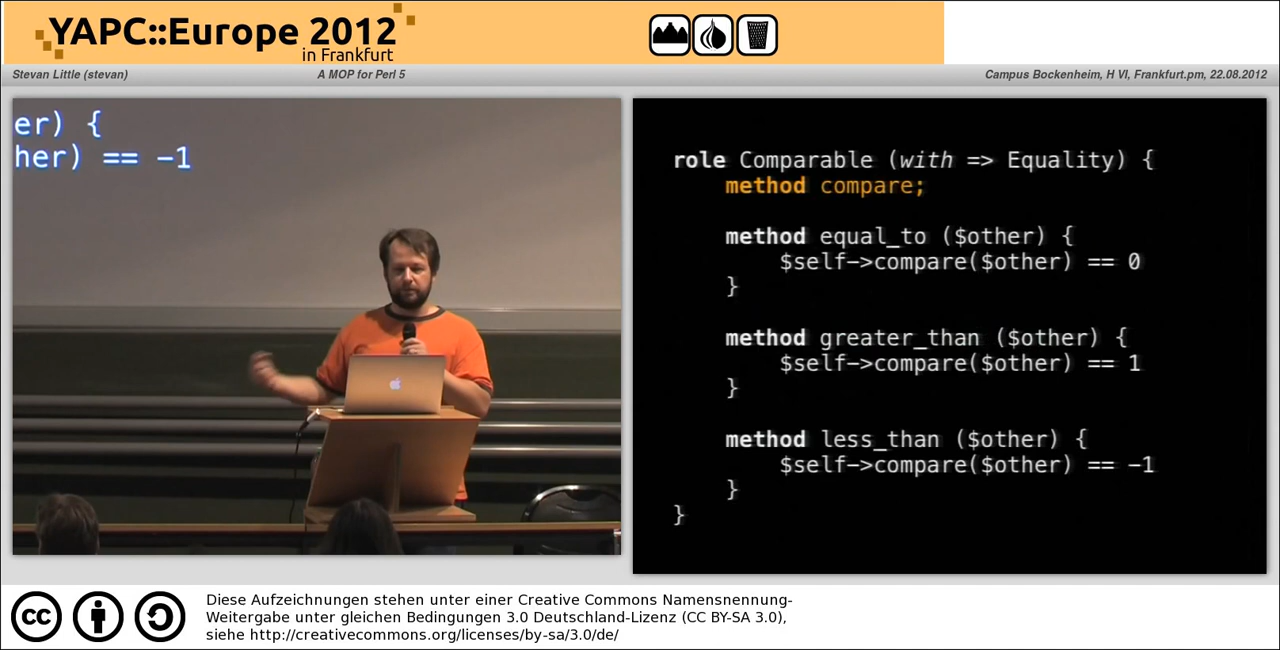 YAPC::Europe 2012
in Frankfurt
Stevan Little (stevan)
A MOP for Perl 5
Campus Bockenheim, H VI, Frankfurt.pm, 22.08.2012
er) {
her) == -1
role Comparable (with => Equality) {
method compare;
method equal_to ($other) {
$self->compare($other) == 0
}
method greater_than ($other) {
$self->compare($other) == 1
}
method less_than ($other) {
$self->compare($other) == -1
}
}
cc
Diese Aufzeichnungen stehen unter einer Creative Commons Namensnennung-
Weitergabe unter gleichen Bedingungen 3.0 Deutschland-Lizenz (CC BY-SA 3.0),
siehe http://creativecommons.org/licenses/by-sa/3.0/de/